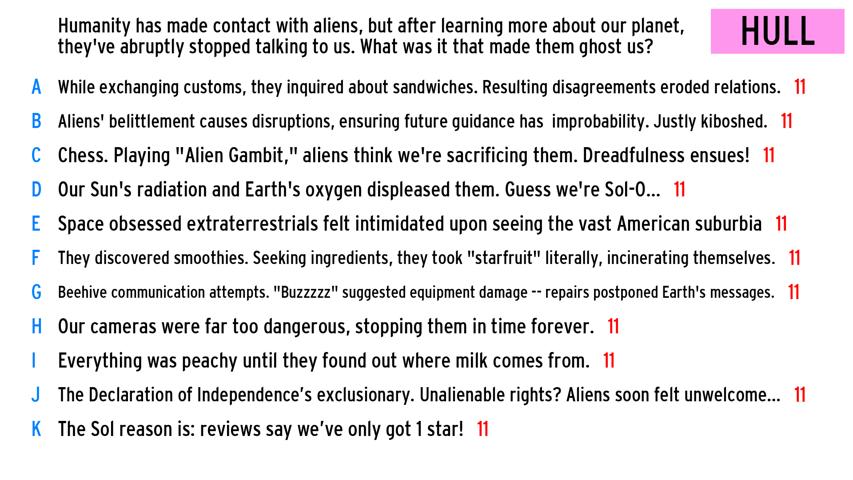 Humanity has made contact with aliens, but after learning more about our planet,
they've abruptly stopped talking to us. What was it that made them ghost us?
HULL
A While exchanging customs, they inquired about sandwiches. Resulting disagreements eroded relations. 11
B Aliens' belittlement causes disruptions, ensuring future guidance has improbability. Justly kiboshed. 11
C Chess. Playing "Alien Gambit," aliens think we're sacrificing them. Dreadfulness ensues! 11
D Our Sun's radiation and Earth's oxygen displeased them. Guess we're Sol-O... 11
E Space obsessed extraterrestrials felt intimidated upon seeing the vast American suburbia 11
F They discovered smoothies. Seeking ingredients, they took "starfruit" literally, incinerating themselves. 11
G Beehive communication attempts. "Buzzzzz" suggested equipment damage -- repairs postponed Earth's messages. 11
H Our cameras were far too dangerous, stopping them in time forever. 11
I Everything was peachy until they found out where milk comes from. 11
J The Declaration of Independence’s exclusionary. Unalienable rights? Aliens soon felt unwelcome... 11
K The Sol reason is: reviews say we’ve only got 1 star! 11